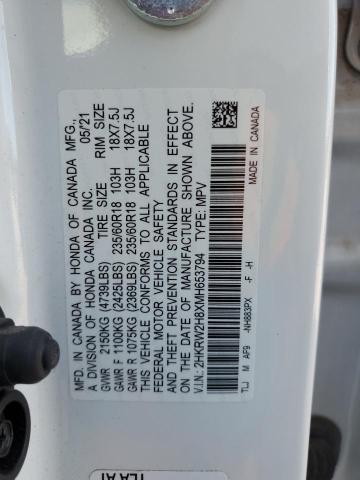 MFD. IN CANADA BY HONDA OF CANADA MFG.,
A DIVISION OF HONDA CANADA INC. 05/21
GVWR 2150KG (4739LBS) TIRE SIZE RIM SIZE
GAWR F 1100KG (2425LBS) 235/60R18 103H 18X7.5J
GAWR R 1075KG (2369LBS) 235/60R18 103H 18X7.5J
THIS VEHICLE CONFORMS TO ALL APPLICABLE
FEDERAL MOTOR VEHICLE SAFETY
AND THEFT PREVENTION STANDARDS IN EFFECT
ON THE DATE OF MANUFACTURE SHOWN ABOVE.
V.I.N.: 2HKRW2H8XMH653794 TYPE: MPV
TLJ M AF9 -NH883PX -F -H
MADE IN CANADA